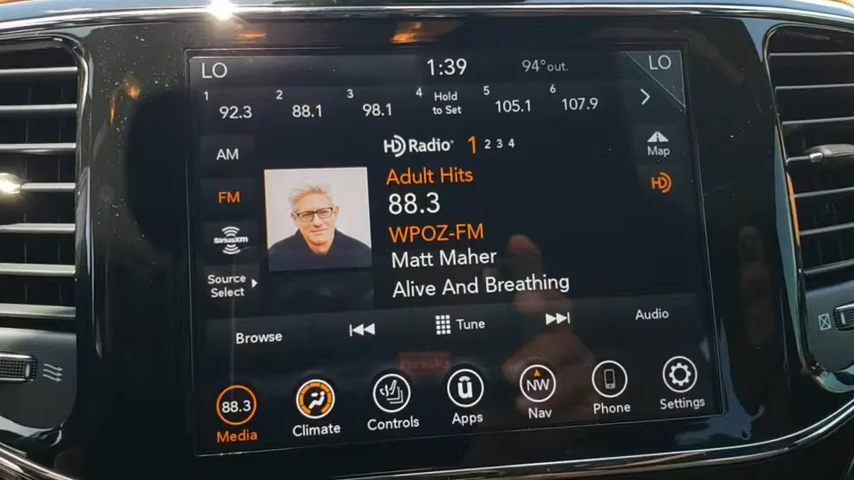 LO 1:39 94°out. LO
1 92.3 2 88.1 3 98.1 4 Hold to Set 5 105.1 6 107.9
HD Radio 1 2 3 4
AM
Map
Adult Hits
FM
HD
88.3
WPOZ-FM
SiriusXM
Matt Maher
Source
Select
Alive And Breathing
Browse Tune Audio
88.3 û NW
Media Climate Controls Apps Nav Phone Settings